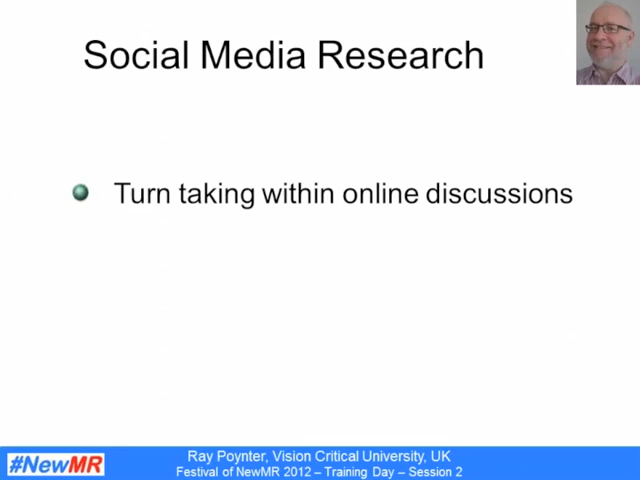 Social Media Research
Turn taking within online discussions
#NewMR
Ray Poynter, Vision Critical University, UK
Festival of NewMR 2012 – Training Day – Session 2